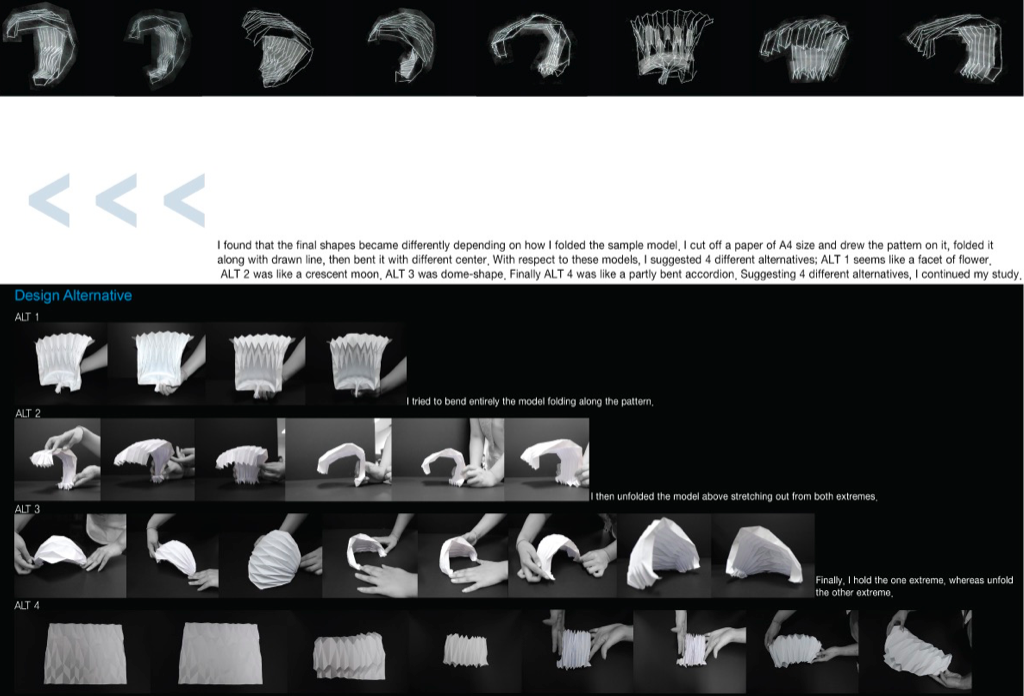 < < <
I found that the final shapes became differently depending on how I folded the sample model. I cut off a paper of A4 size and drew the pattern on it, folded it
along with drawn line, then bent it with different center. With respect to these models, I suggested 4 different alternatives; ALT 1 seems like a facet of flower.
ALT 2 was like a crescent moon. ALT 3 was dome-shape. Finally ALT 4 was like a partly bent accordion. Suggesting 4 different alternatives, I continued my study.
Design Alternative
ALT 1
I tried to bend entirely the model folding along the pattern.
ALT 2
I then unfolded the model above stretching out from both extremes.
ALT 3
Finally, I hold the one extreme, whereas unfold
the other extreme.
ALT 4